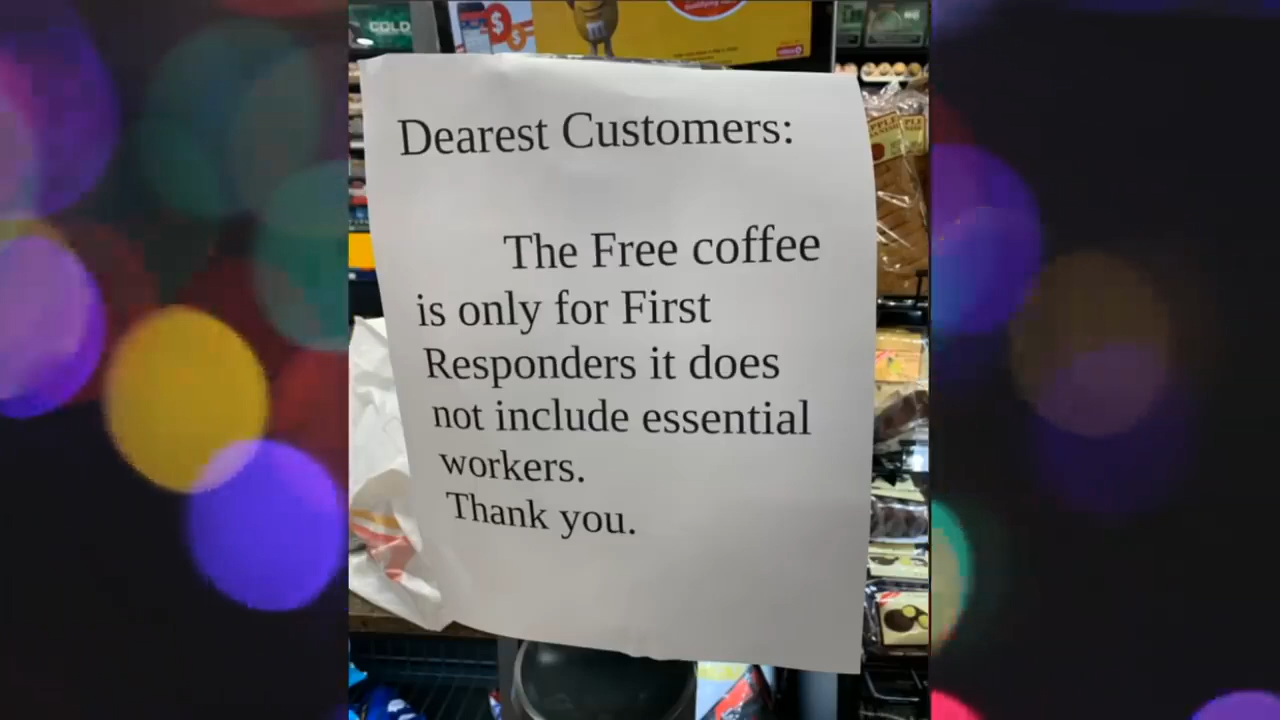 COLD
Dearest Customers:
The Free coffee
is only for First
Responders it does
not include essential
workers.
Thank you.